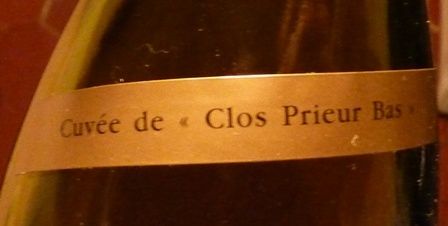 Cuvée de « Clos Prieur Bas »